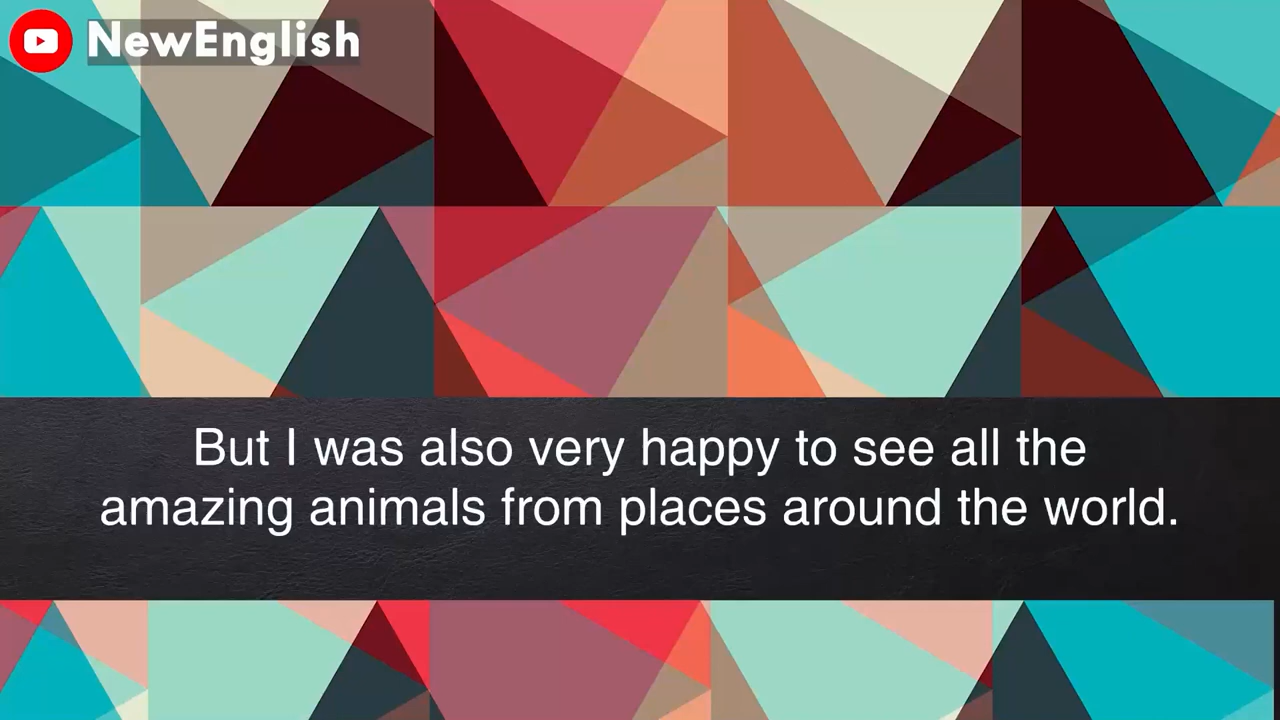 NewEnglish
But I was also very happy to see all the
amazing animals from places around the world.